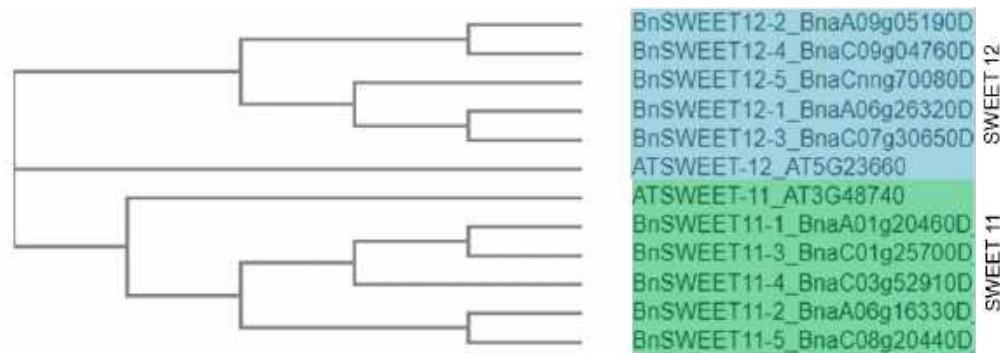 BnSWEET12-2_BnaA09g05190D
BnSWEET12-4_BnaC09g04760D
BnSWEET12-5_BnaCnng70080D
BnSWEET12-1_BnaA06g26320D
BnSWEET12-3_BnaC07g30650D
ATSWEET-12_AT5G23660
SWEET 12
ATSWEET-11_AT3G48740
BnSWEET11-1_BnaA01g20460D
BnSWEET11-3_BnaC01g25700D
BnSWEET11-4_BnaC03g52910D
BnSWEET11-2_BnaA06g16330D
BnSWEET11-5_BnaC08g20440D
SWEET 11